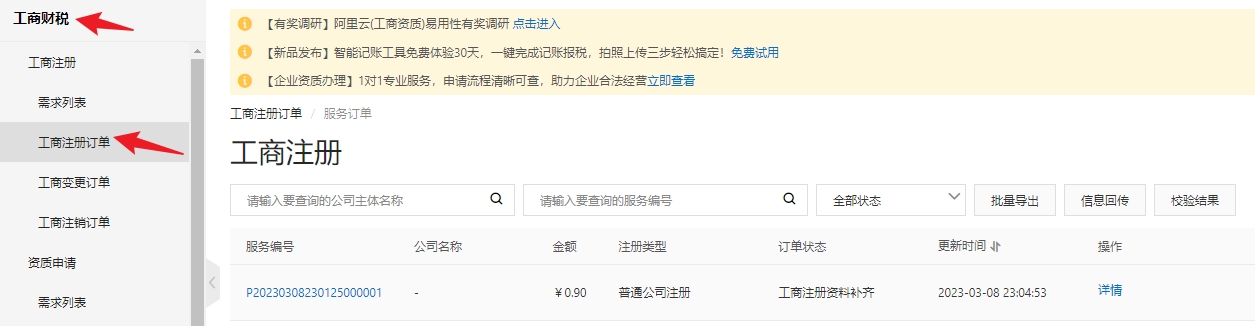 工商财税
工商注册
需求列表
工商注册订单
工商变更订单
工商注销订单
资质申请
需求列表
【有奖调研】阿里云(工商资质)易用性有奖调研 点击进入
【新品发布】智能记账工具免费体验30天，一键完成记账报税，拍照上传三步轻松搞定！免费试用
【企业资质办理】1对1专业服务，申请流程清晰可查，助力企业合法经营立即查看
工商注册订单 / 服务订单
工商注册
请输入要查询的公司主体名称 请输入要查询的服务编号 全部状态 批量导出 信息回传 校验结果
服务编号 公司名称 金额 注册类型 订单状态 更新时间 操作
P20230308230125000001 - ¥0.90 普通公司注册 工商注册资料补齐 2023-03-08 23:04:53 详情